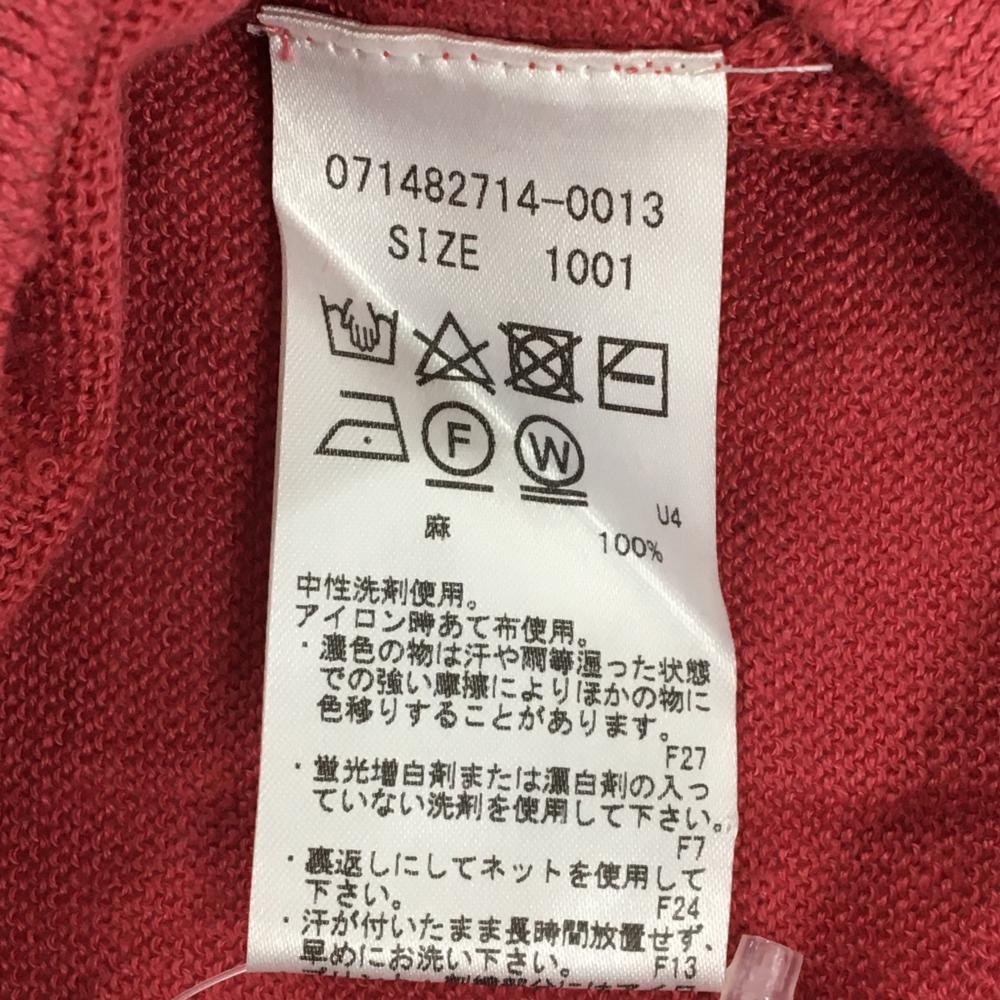 071482714-0013
SIZE 1001
F W
U4
麻 100%
中性洗剤使用。
アイロン時あて布使用。
・濃色の物は汗や雨等湿った状態
での強い摩擦によりほかの物に
色移りすることがあります。
F27
・蛍光増白剤または漂白剤の入っ
ていない洗剤を使用して下さい。
F7
・裏返しにしてネットを使用して
下さい。 F24
・汗が付いたまま長時間放置せず、
早めにお洗い下さい。 F13